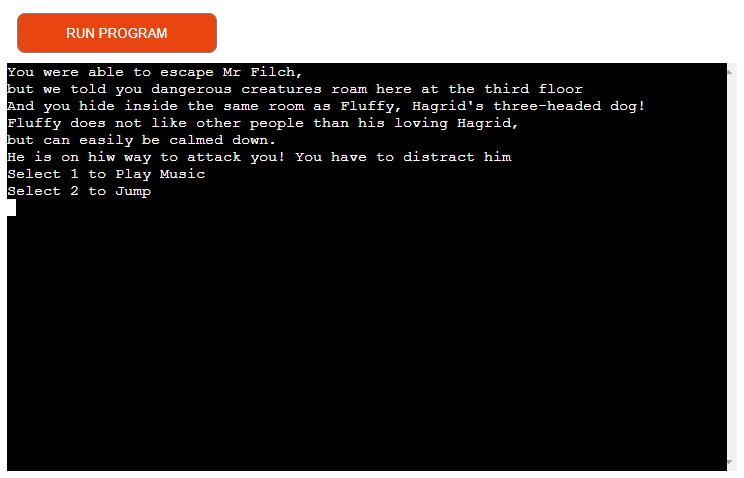 RUN PROGRAM
You were able to escape Mr Filch,
but we told you dangerous creatures roam here at the third floor
And you hide inside the same room as Fluffy, Hagrid's three-headed dog!
Fluffy does not like other people than his loving Hagrid,
but can easily be calmed down.
He is on hiw way to attack you! You have to distract him
Select 1 to Play Music
Select 2 to Jump